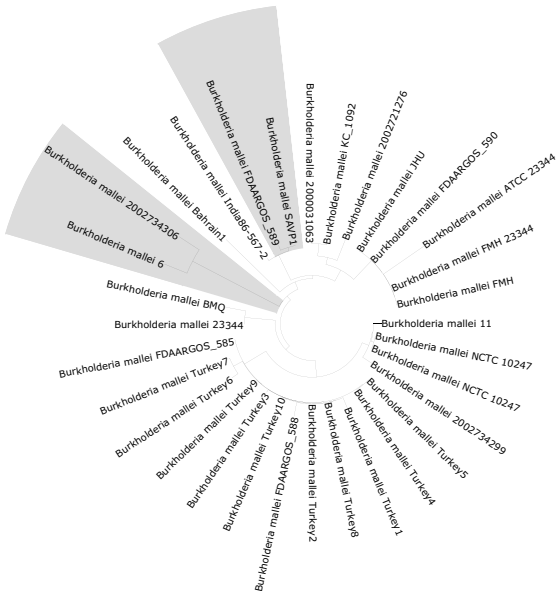 Burkholderia mallei 2000031063
Burkholderia mallei KC_1092
Burkholderia mallei 2002721276
Burkholderia mallei JHU
Burkholderia mallei FDAARGOS_590
Burkholderia mallei ATCC 23344
Burkholderia mallei FMH 23344
Burkholderia mallei FMH
Burkholderia mallei 11
Burkholderia mallei NCTC 10247
Burkholderia mallei NCTC 10247
Burkholderia mallei 2002734299
Burkholderia mallei Turkey5
Burkholderia mallei Turkey4
Burkholderia mallei Turkey1
Burkholderia mallei Turkey8
Burkholderia mallei Turkey2
Burkholderia mallei FDAARGOS_588
Burkholderia mallei Turkey10
Burkholderia mallei Turkey3
Burkholderia mallei Turkey9
Burkholderia mallei Turkey6
Burkholderia mallei Turkey7
Burkholderia mallei FDAARGOS_585
Burkholderia mallei 23344
Burkholderia mallei BMQ
Burkholderia mallei 6
Burkholderia mallei 2002734306
Burkholderia mallei Bahrain1
Burkholderia mallei India86-567-2
Burkholderia mallei FDAARGOS_589
Burkholderia mallei SAVP1